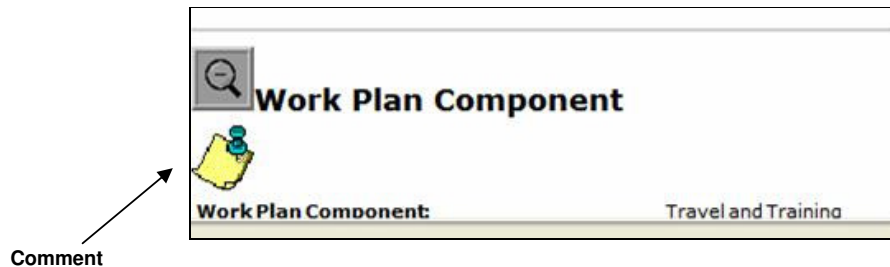 Work Plan Component
Work Plan Component: Travel and Training
Comment